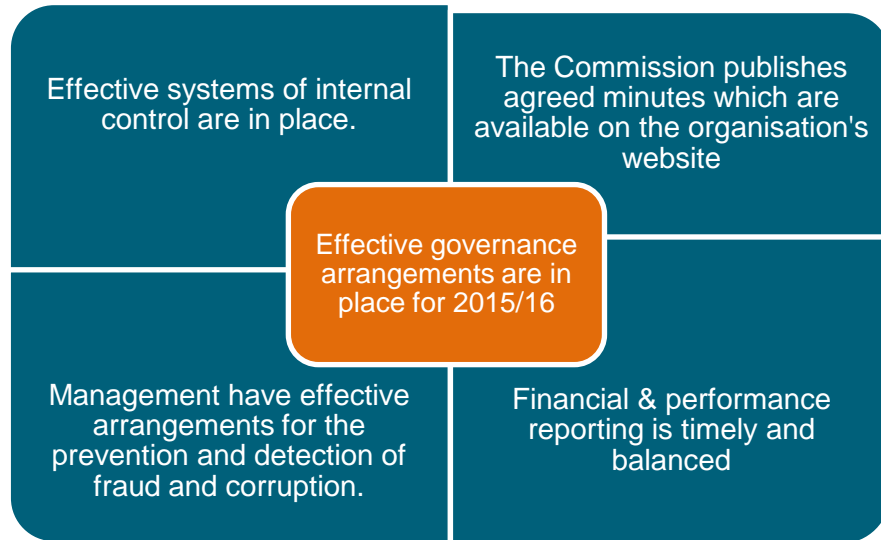 Effective systems of internal
control are in place.
The Commission publishes
agreed minutes which are
available on the organisation's
website
Effective governance
arrangements are in
place for 2015/16
Management have effective
arrangements for the
prevention and detection of
fraud and corruption.
Financial & performance
reporting is timely and
balanced